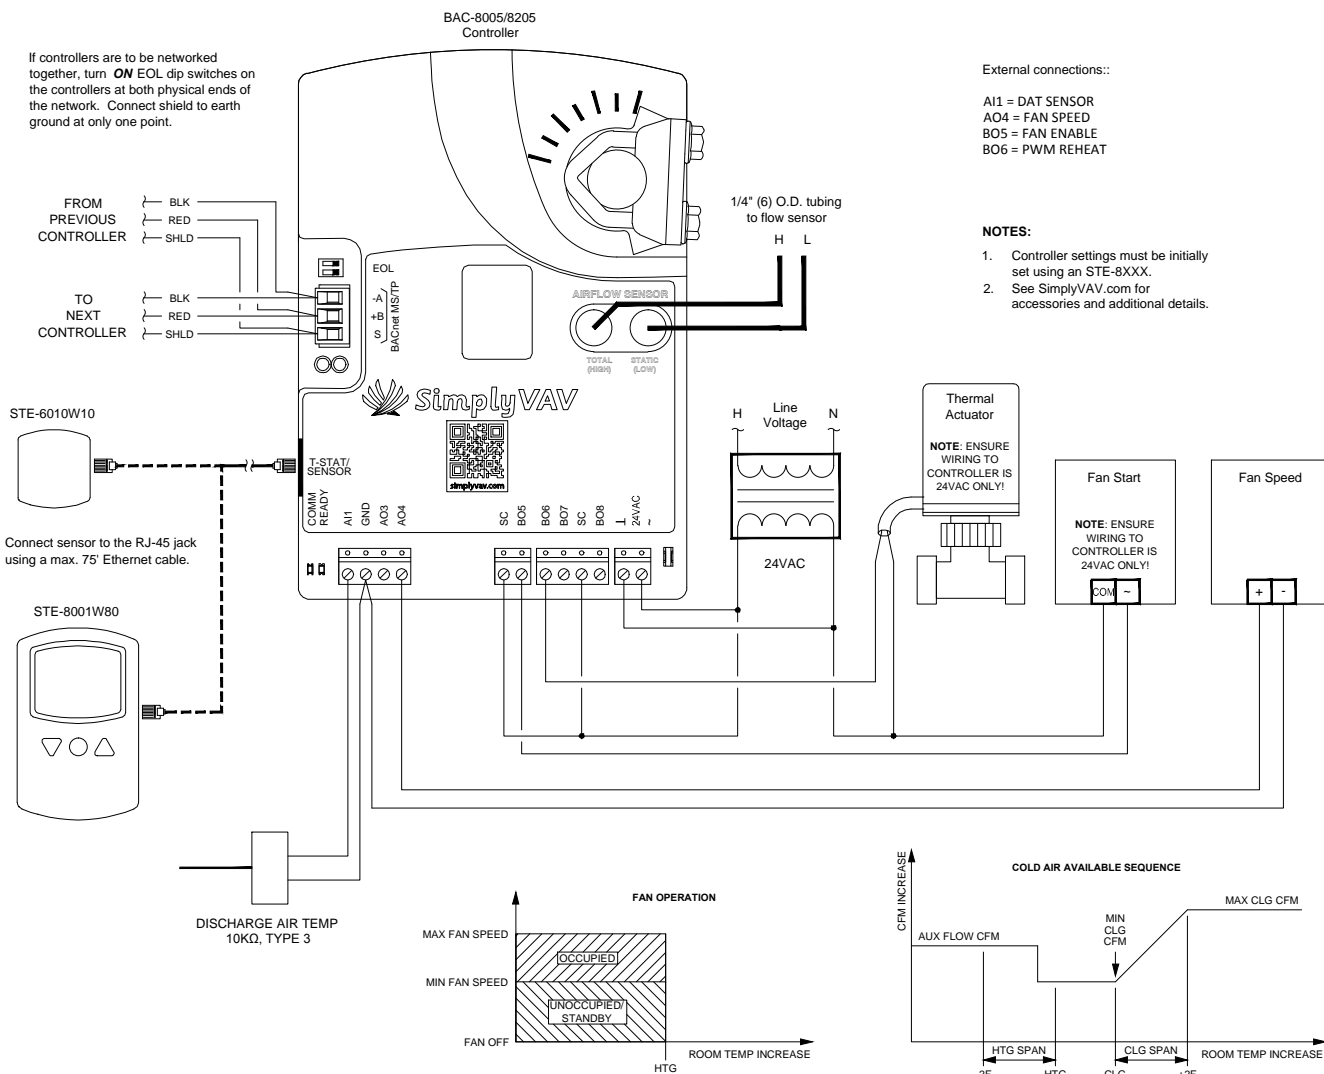 BAC-8005/8205
Controller
If controllers are to be networked
together, turn ON EOL dip switches on
the controllers at both physical ends of
the network. Connect shield to earth
ground at only one point.
External connections::
AI1 = DAT SENSOR
AO4 = FAN SPEED
BO5 = FAN ENABLE
BO6 = PWM REHEAT
NOTES:
1. Controller settings must be initially
set using an STE-8XXX.
2. See SimplyVAV.com for
accessories and additional details.
FROM
PREVIOUS
CONTROLLER
BLK
RED
SHLD
TO
NEXT
CONTROLLER
BLK
RED
SHLD
EOL
-A
+B
S
BACnet MS/TP
1/4" (6) O.D. tubing
to flow sensor
H L
AIRFLOW SENSOR
TOTAL
(HIGH)
STATIC
(LOW)
SimplyVAV
simplyvav.com
STE-6010W10
T-STAT/
SENSOR
COMM
READY
AI1
GND
AO3
AO4
SC
BO5
BO6
BO7
SC
BO8
⊥
24VAC
~
Connect sensor to the RJ-45 jack
using a max. 75' Ethernet cable.
STE-8001W80
H
Line
Voltage
N
24VAC
Thermal
Actuator
NOTE: ENSURE
WIRING TO
CONTROLLER IS
24VAC ONLY!
Fan Start
NOTE: ENSURE
WIRING TO
CONTROLLER IS
24VAC ONLY!
COM ~
Fan Speed
+ -
DISCHARGE AIR TEMP
10KΩ, TYPE 3
FAN OPERATION
MAX FAN SPEED
OCCUPIED
MIN FAN SPEED
UNOCCUPIED/
STANDBY
FAN OFF
ROOM TEMP INCREASE
HTG
COLD AIR AVAILABLE SEQUENCE
CFM INCREASE
AUX FLOW CFM
MIN
CLG
CFM
MAX CLG CFM
HTG SPAN
CLG SPAN
ROOM TEMP INCREASE
HTG
CLG